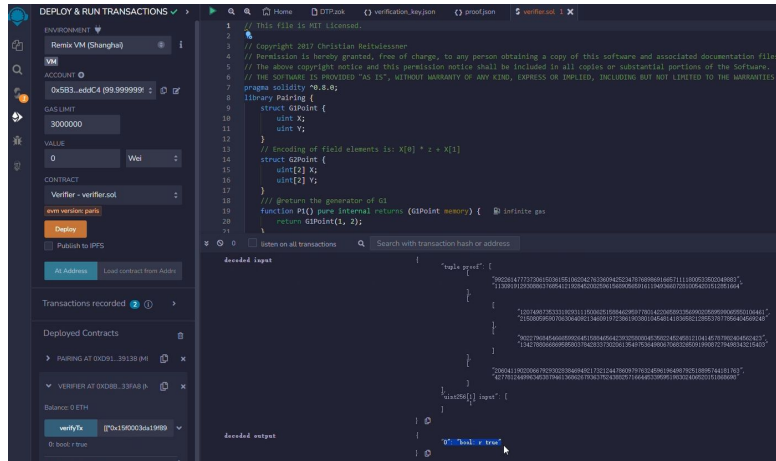 DEPLOY & RUN TRANSACTIONS
ENVIRONMENT
Remix VM (Shanghai)
VM
ACCOUNT
0x5B3...eddC4 (99.999999!
GAS LIMIT
3000000
VALUE
0
Wei
CONTRACT
Verifier - verifier.sol
evm version: paris
Deploy
Publish to IPFS
At Address
Load contract from Addre
Transactions recorded 2
Deployed Contracts
PAIRING AT 0XD91...39138 (MI
VERIFIER AT 0XD8B...33FA8 (M
Balance: 0 ETH
verifyTx
[["0x15f0003da19f89
0: bool: r true
Home
DTP.zok
verification_key.json
proof.json
verifier.sol 1
1 // This file is MIT Licensed.
2 //
3 // Copyright 2017 Christian Reitwiessner
4 // Permission is hereby granted, free of charge, to any person obtaining a copy of this software and associated documentation files
5 // The above copyright notice and this permission notice shall be included in all copies or substantial portions of the Software.
6 // THE SOFTWARE IS PROVIDED "AS IS", WITHOUT WARRANTY OF ANY KIND, EXPRESS OR IMPLIED, INCLUDING BUT NOT LIMITED TO THE WARRANTIES
7 pragma solidity ^0.8.0;
8 library Pairing {
9 struct G1Point {
10 uint X;
11 uint Y;
12 }
13 // Encoding of field elements is: X[0] * z + X[1]
14 struct G2Point {
15 uint[2] X;
16 uint[2] Y;
17 }
18 /// @return the generator of G1
19 function P1() pure internal returns (G1Point memory) { infinite gas
20 return G1Point(1, 2);
21 }
0
listen on all transactions
Search with transaction hash or address
decoded input
{
"tuple proof": [
[
],
[
[
],
[
]
],
[
]
],
"uint256[1] input": [
]
}
decoded output
{
"0": "bool: r true"
}